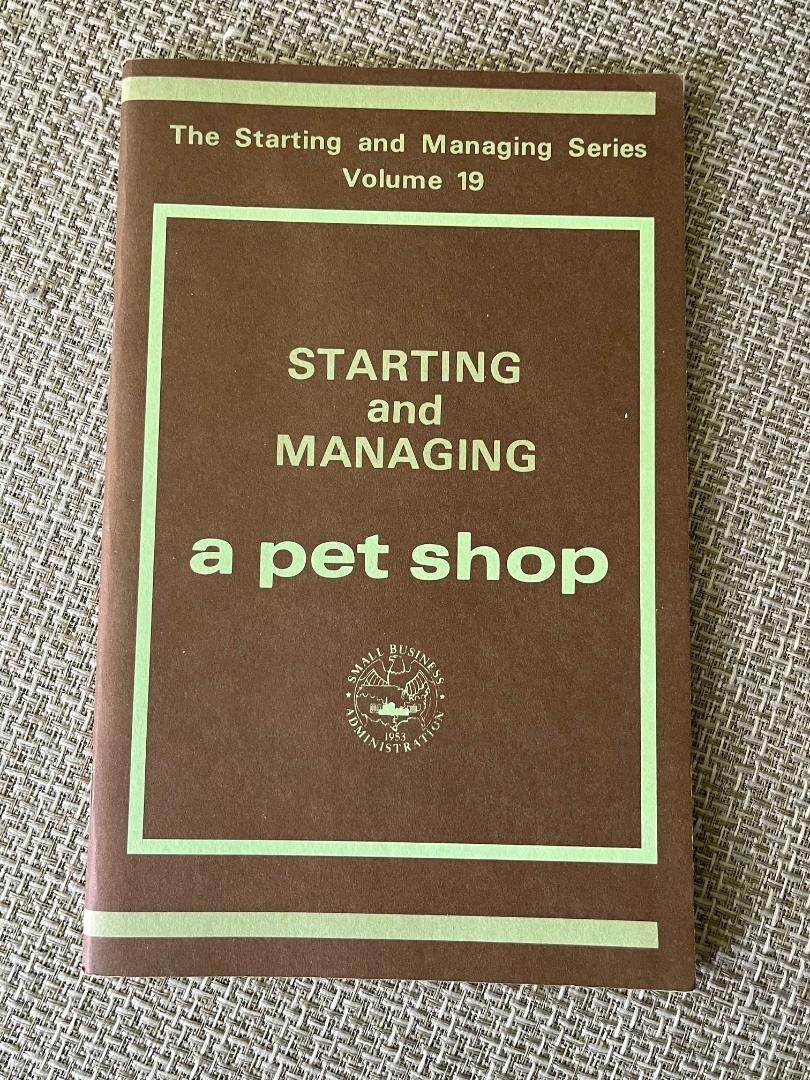 The Starting and Managing Series
Volume 19
STARTING
and
MANAGING
a pet shop
SMALL BUSINESS
ADMINISTRATION
1953